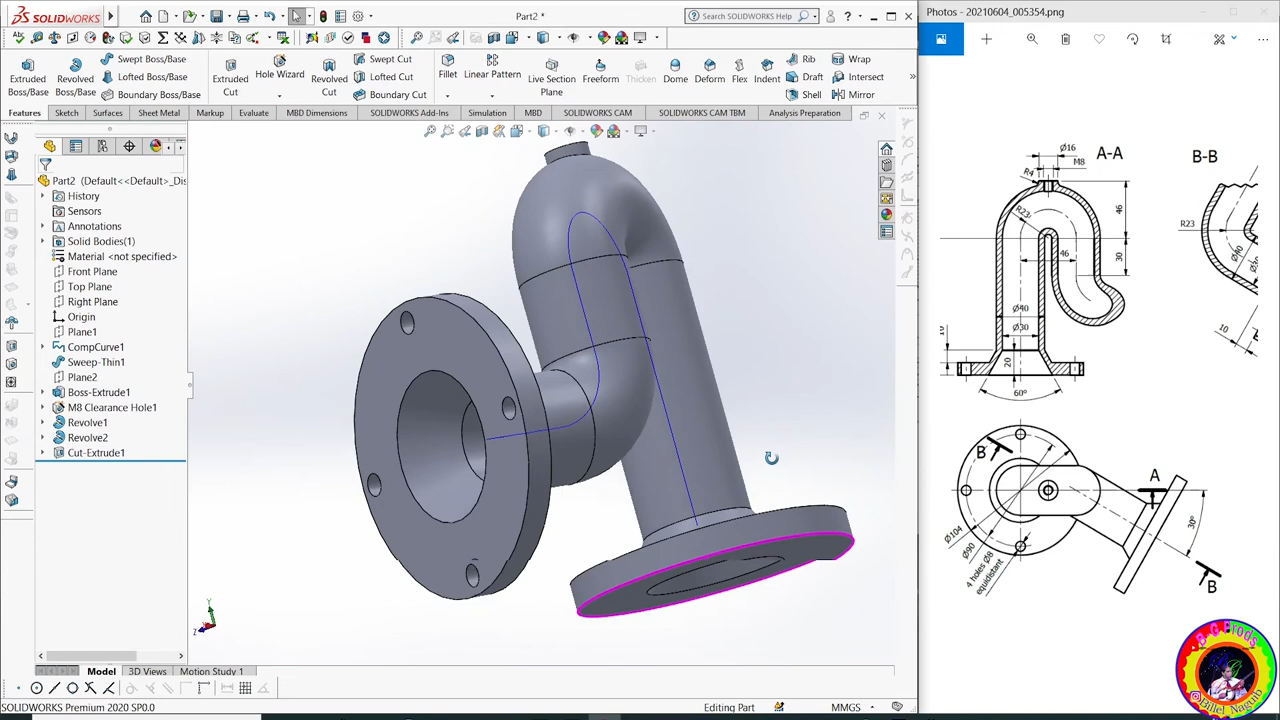 SOLIDWORKS
Part2 *
Search SOLIDWORKS Help
Photos - 20210604_005354.png
Extruded Boss/Base
Revolved Boss/Base
Swept Boss/Base
Lofted Boss/Base
Boundary Boss/Base
Extruded Cut
Hole Wizard
Revolved Cut
Swept Cut
Lofted Cut
Boundary Cut
Fillet
Linear Pattern
Live Section Plane
Freeform
Thicken
Dome
Deform
Flex
Indent
Rib
Draft
Shell
Wrap
Intersect
Mirror
Features
Sketch
Surfaces
Sheet Metal
Markup
Evaluate
MBD Dimensions
SOLIDWORKS Add-Ins
Simulation
MBD
SOLIDWORKS CAM
SOLIDWORKS CAM TBM
Analysis Preparation
Part2 (Default<<Default>_Dis
History
Sensors
Annotations
Solid Bodies(1)
Material <not specified>
Front Plane
Top Plane
Right Plane
Origin
Plane1
CompCurve1
Sweep-Thin1
Plane2
Boss-Extrude1
M8 Clearance Hole1
Revolve1
Revolve2
Cut-Extrude1
Y
Z
Model
3D Views
Motion Study 1
SOLIDWORKS Premium 2020 SP0.0
Editing Part
MMGS
A-A
B-B
Ø16
M8
R4
R23
46
30
46
Ø40
Ø30
10
20
60°
R23
Ø40
10
B
A
30°
B
Ø104
Ø90
4 holes Ø8
equidistant
B G Prods
@Billel_Naguib